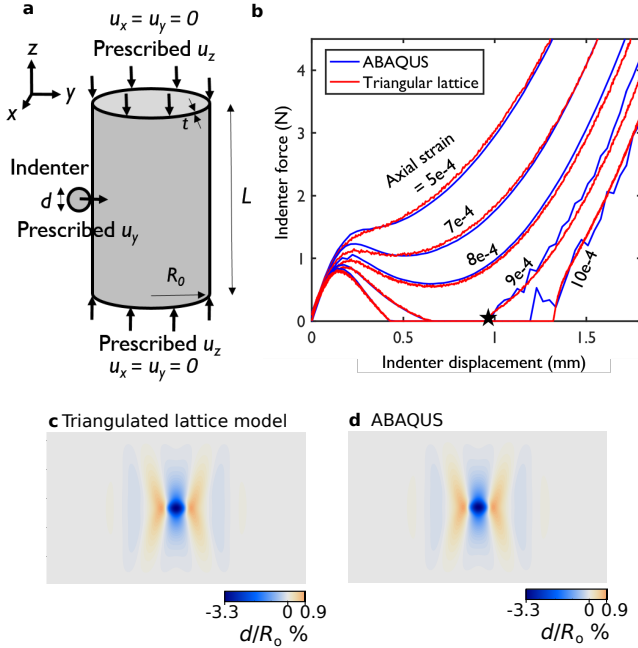 a
u_x = u_y = 0
Prescribed u_z
z
y
x
t
Indenter
d
Prescribed u_y
L
R_0
Prescribed u_z
u_x = u_y = 0
b
ABAQUS
Triangular lattice
Axial strain
= 5e-4
7e-4
8e-4
9e-4
10e-4
Indenter force (N)
4
3
2
1
0
0
0.5
1
1.5
Indenter displacement (mm)
c Triangulated lattice model
-3.3 0 0.9
d/R_o %
d ABAQUS
-3.3 0 0.9
d/R_o %